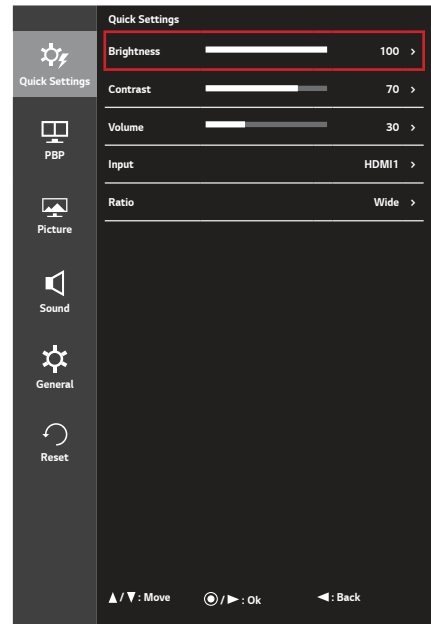 Quick Settings
Quick Settings
PBP
Picture
Sound
General
Reset
Brightness 100 >
Contrast 70 >
Volume 30 >
Input HDMI1 >
Ratio Wide >
▲/▼: Move ◉/►: Ok ◄: Back